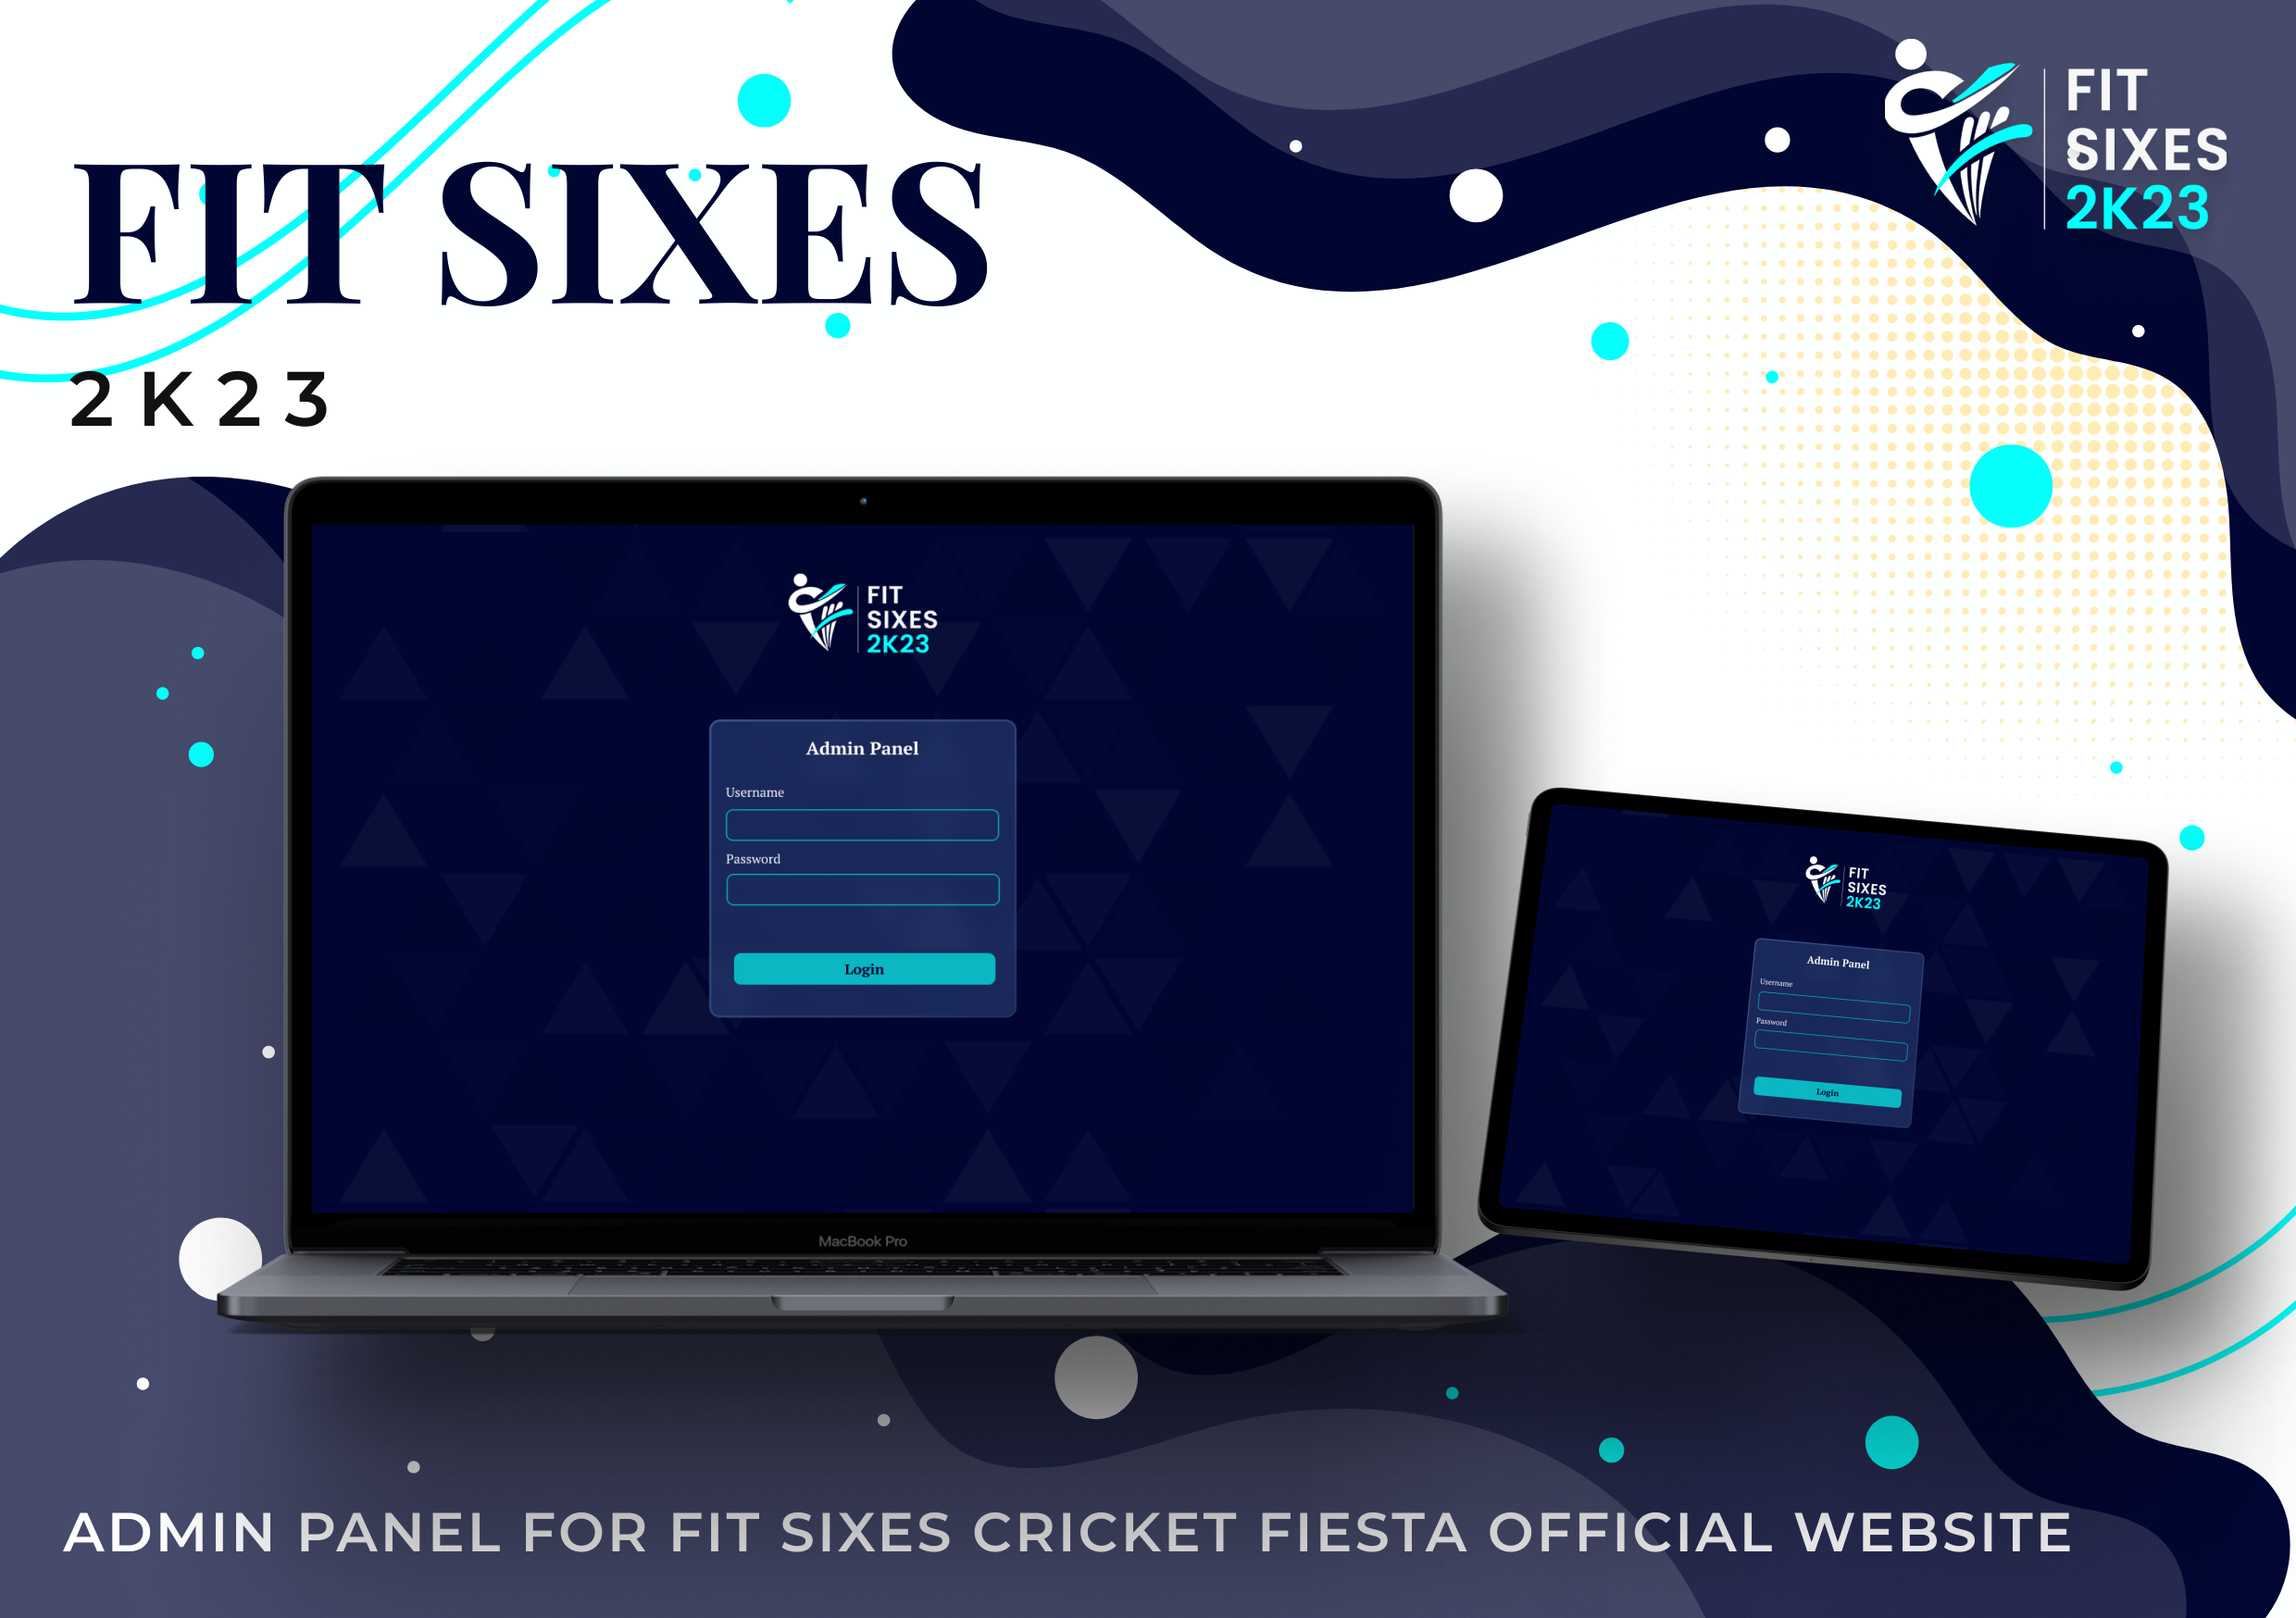 FIT SIXES
2K23
FIT
SIXES
2K23
FIT
SIXES
2K23
Admin Panel
Username
Password
Login
MacBook Pro
FIT
SIXES
2K23
Admin Panel
Username
Password
Login
ADMIN PANEL FOR FIT SIXES CRICKET FIESTA OFFICIAL WEBSITE